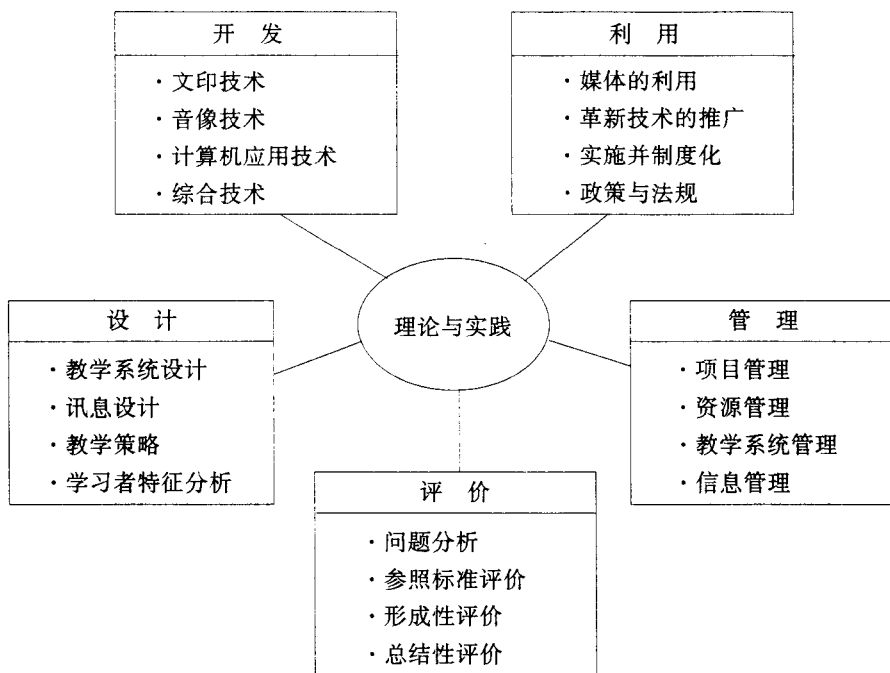 开 发
· 文印技术
· 音像技术
· 计算机应用技术
· 综合技术
利 用
· 媒体的利用
· 革新技术的推广
· 实施并制度化
· 政策与法规
理论与实践
设 计
· 教学系统设计
· 讯息设计
· 教学策略
· 学习者特征分析
管 理
· 项目管理
· 资源管理
· 教学系统管理
· 信息管理
评 价
· 问题分析
· 参照标准评价
· 形成性评价
· 总结性评价